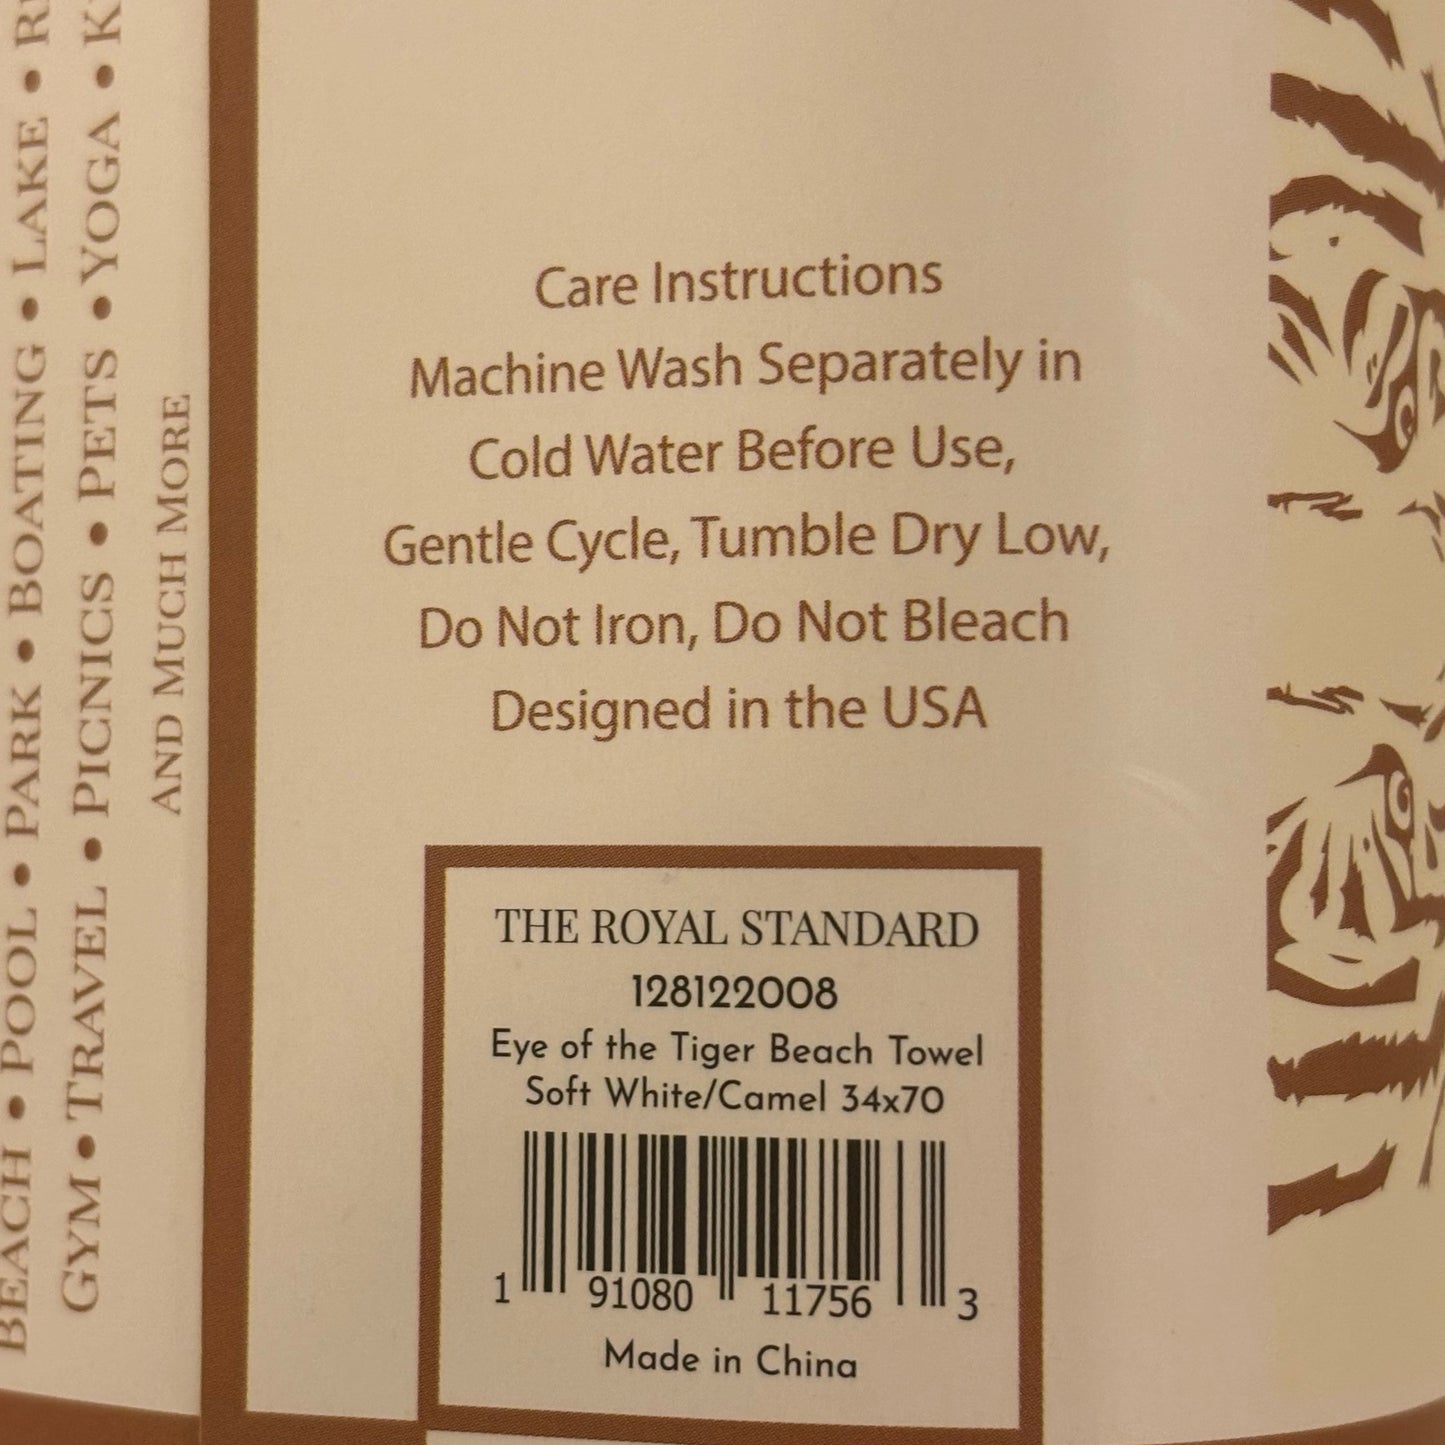 BEACH • POOL • PARK • BOATING • LAKE •
GYM • TRAVEL • PICNICS • PETS • YOGA •
AND MUCH MORE
Care Instructions
Machine Wash Separately in
Cold Water Before Use,
Gentle Cycle, Tumble Dry Low,
Do Not Iron, Do Not Bleach
Designed in the USA
THE ROYAL STANDARD
128122008
Eye of the Tiger Beach Towel
Soft White/Camel 34x70
1 91080 11756 3
Made in China